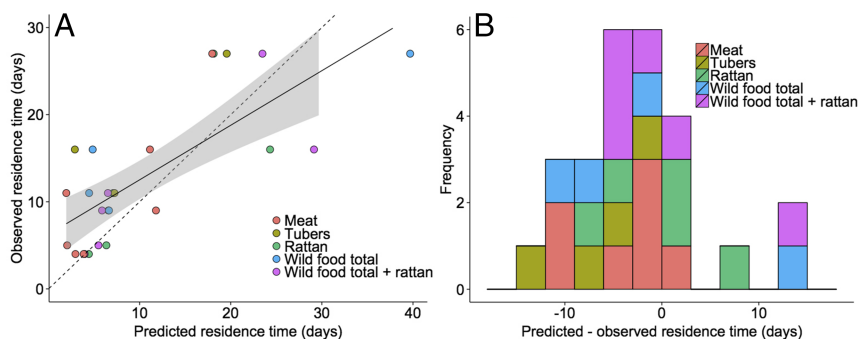 A
30
20
10
0
Observed residence time (days)
Meat
Tubers
Rattan
Wild food total
Wild food total + rattan
10
20
30
40
Predicted residence time (days)
B
6
4
2
0
Frequency
Meat
Tubers
Rattan
Wild food total
Wild food total + rattan
-10
0
10
Predicted - observed residence time (days)